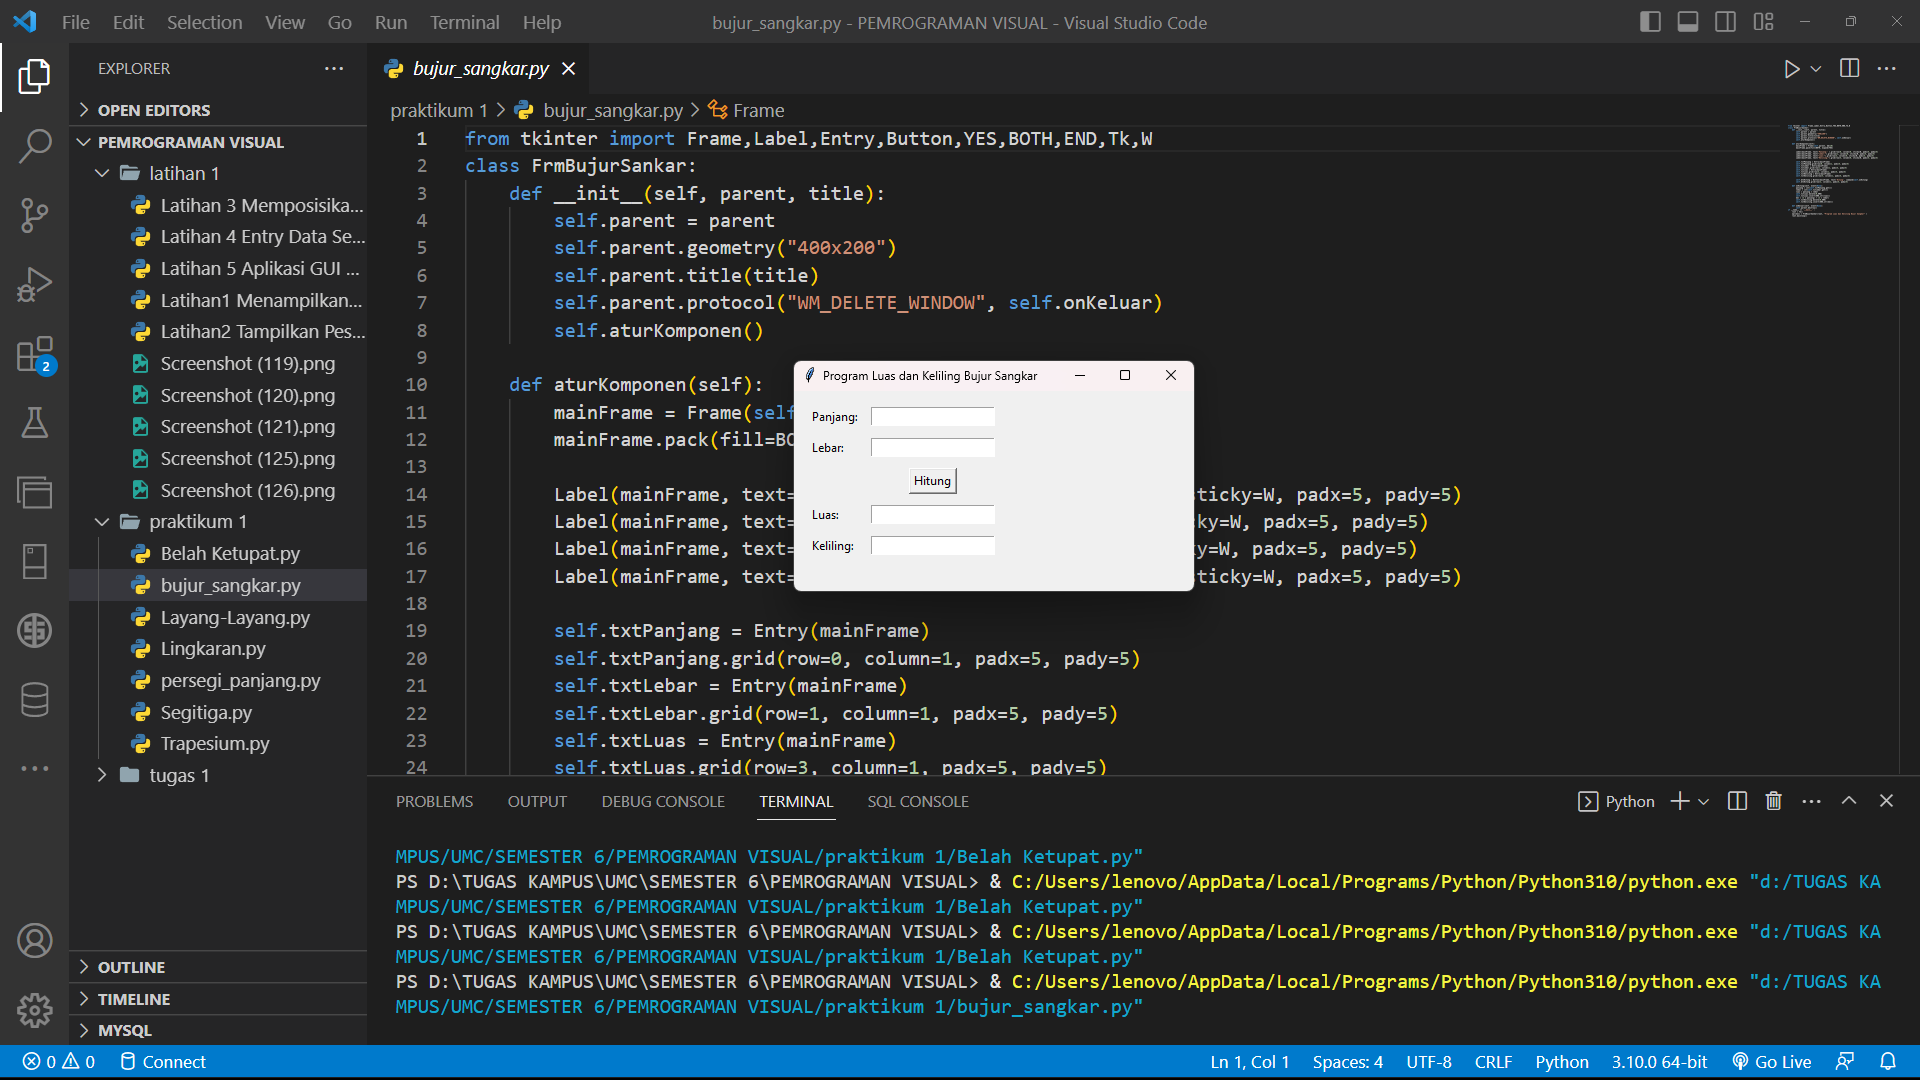 File Edit Selection View Go Run Terminal Help
bujur_sangkar.py - PEMROGRAMAN VISUAL - Visual Studio Code
EXPLORER
OPEN EDITORS
PEMROGRAMAN VISUAL
latihan 1
Latihan 3 Memposisika...
Latihan 4 Entry Data Se...
Latihan 5 Aplikasi GUI ...
Latihan1 Menampilkan...
Latihan2 Tampilkan Pes...
Screenshot (119).png
Screenshot (120).png
Screenshot (121).png
Screenshot (125).png
Screenshot (126).png
praktikum 1
Belah Ketupat.py
bujur_sangkar.py
Layang-Layang.py
Lingkaran.py
persegi_panjang.py
Segitiga.py
Trapesium.py
tugas 1
OUTLINE
TIMELINE
MYSQL
2
bujur_sangkar.py
praktikum 1 > bujur_sangkar.py > Frame
1 from tkinter import Frame,Label,Entry,Button,YES,BOTH,END,Tk,W
2 class FrmBujurSankar:
3 def __init__(self, parent, title):
4 self.parent = parent
5 self.parent.geometry("400x200")
6 self.parent.title(title)
7 self.parent.protocol("WM_DELETE_WINDOW", self.onKeluar)
8 self.aturKomponen()
9
10 def aturKomponen(self):
11 mainFrame = Frame(self
12 mainFrame.pack(fill=BO
13
14 Label(mainFrame, text= ticky=W, padx=5, pady=5)
15 Label(mainFrame, text= ky=W, padx=5, pady=5)
16 Label(mainFrame, text= y=W, padx=5, pady=5)
17 Label(mainFrame, text= ticky=W, padx=5, pady=5)
18
19 self.txtPanjang = Entry(mainFrame)
20 self.txtPanjang.grid(row=0, column=1, padx=5, pady=5)
21 self.txtLebar = Entry(mainFrame)
22 self.txtLebar.grid(row=1, column=1, padx=5, pady=5)
23 self.txtLuas = Entry(mainFrame)
24 self.txtLuas.grid(row=3, column=1, padx=5, pady=5)
Program Luas dan Keliling Bujur Sangkar
Panjang:
Lebar:
Hitung
Luas:
Keliling:
PROBLEMS OUTPUT DEBUG CONSOLE TERMINAL SQL CONSOLE
Python
MPUS/UMC/SEMESTER 6/PEMROGRAMAN VISUAL/praktikum 1/Belah Ketupat.py"
PS D:\TUGAS KAMPUS\UMC\SEMESTER 6\PEMROGRAMAN VISUAL> & C:/Users/lenovo/AppData/Local/Programs/Python/Python310/python.exe "d:/TUGAS KA
MPUS/UMC/SEMESTER 6/PEMROGRAMAN VISUAL/praktikum 1/Belah Ketupat.py"
PS D:\TUGAS KAMPUS\UMC\SEMESTER 6\PEMROGRAMAN VISUAL> & C:/Users/lenovo/AppData/Local/Programs/Python/Python310/python.exe "d:/TUGAS KA
MPUS/UMC/SEMESTER 6/PEMROGRAMAN VISUAL/praktikum 1/Belah Ketupat.py"
PS D:\TUGAS KAMPUS\UMC\SEMESTER 6\PEMROGRAMAN VISUAL> & C:/Users/lenovo/AppData/Local/Programs/Python/Python310/python.exe "d:/TUGAS KA
MPUS/UMC/SEMESTER 6/PEMROGRAMAN VISUAL/praktikum 1/bujur_sangkar.py"
0 0 Connect
Ln 1, Col 1 Spaces: 4 UTF-8 CRLF Python 3.10.0 64-bit Go Live